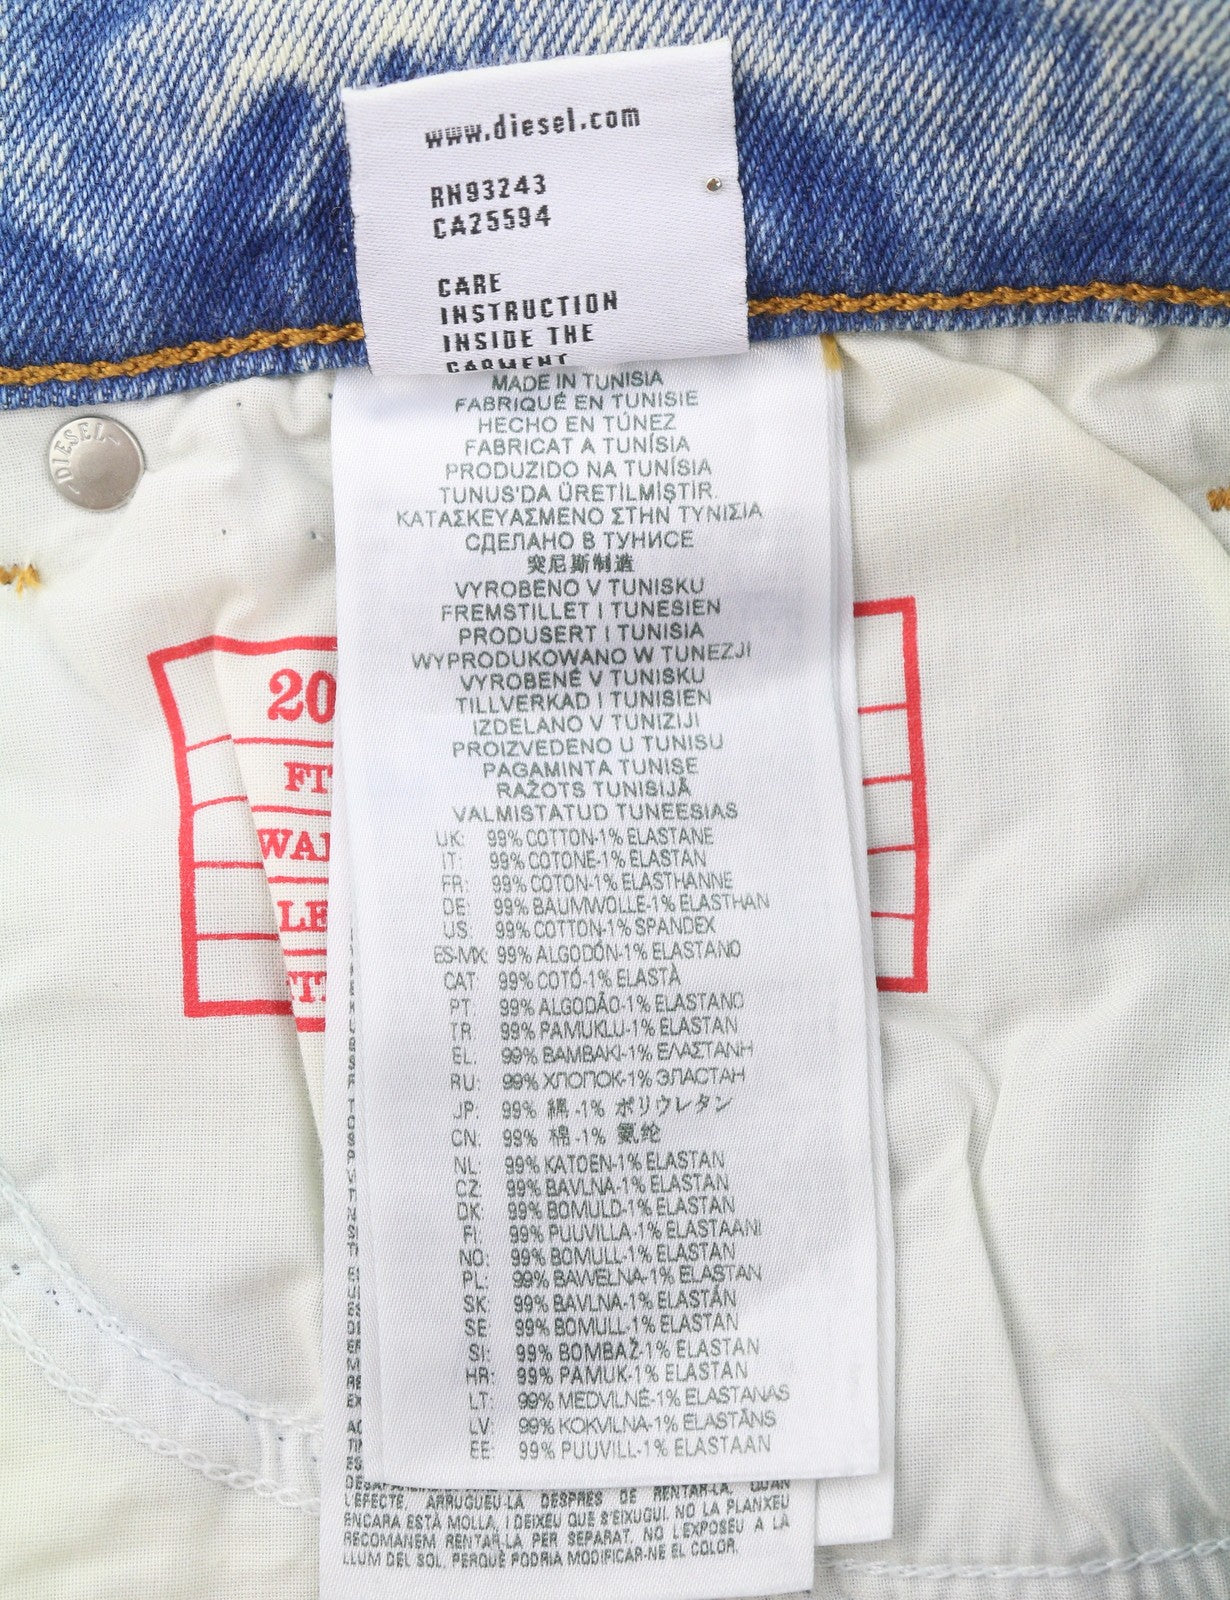 www.diesel.com
RN93243
CA25594
CARE
INSTRUCTION
INSIDE THE
GARMENT
MADE IN TUNISIA
FABRIQUÉ EN TUNISIE
HECHO EN TÚNEZ
FABRICAT A TUNÍSIA
PRODUZIDO NA TUNÍSIA
TUNUS'DA ÜRETİLMİŞTİR.
ΚΑΤΑΣΚΕΥΑΣΜΕΝΟ ΣΤΗΝ ΤΥΝΙΣΙΑ
СДЕЛАНО В ТУНИСЕ
突尼斯制造
VYROBENO V TUNISKU
FREMSTILLET I TUNESIEN
PRODUSERT I TUNISIA
WYPRODUKOWANO W TUNEZJI
VYROBENÉ V TUNISKU
TILLVERKAD I TUNISIEN
IZDELANO V TUNIZIJI
PROIZVEDENO U TUNISU
PAGAMINTA TUNISE
RAŽOTS TUNISIJĀ
VALMISTATUD TUNEESIAS
UK: 99% COTTON-1% ELASTANE
IT: 99% COTONE-1% ELASTAN
FR: 99% COTON-1% ELASTHANNE
DE: 99% BAUMWOLLE-1% ELASTHAN
US: 99% COTTON-1% SPANDEX
ES-MX: 99% ALGODÓN-1% ELASTANO
CAT: 99% COTÓ-1% ELASTÀ
PT: 99% ALGODÃO-1% ELASTANO
TR: 99% PAMUKLU-1% ELASTAN
EL: 99% ΒΑΜΒΑΚΙ-1% ΕΛΑΣΤΑΝΗ
RU: 99% ХЛОПОК-1% ЭЛАСТАН
JP: 99% 綿 -1% ポリウレタン
CN: 99% 棉 -1% 氨纶
NL: 99% KATOEN-1% ELASTAN
CZ: 99% BAVLNA-1% ELASTAN
DK: 99% BOMULD-1% ELASTAN
FI: 99% PUUVILLA-1% ELASTAANI
NO: 99% BOMULL-1% ELASTAN
PL: 99% BAWEŁNA-1% ELASTAN
SK: 99% BAVLNA-1% ELASTÁN
SE: 99% BOMULL-1% ELASTAN
SI: 99% BOMBAŽ-1% ELASTAN
HR: 99% PAMUK-1% ELASTAN
LT: 99% MEDVILNĖ-1% ELASTANAS
LV: 99% KOKVILNA-1% ELASTĀNS
EE: 99% PUUVILL-1% ELASTAAN
L'EFECTE, ARRUGUEU-LA DESPRÉS DE RENTAR-LA, QUAN
ENCARA ESTÀ MOLLA, I DEIXEU QUE S'EIXUGUI. NO LA PLANXEU
RECOMANEM RENTAR-LA PER SEPARAT. NO L'EXPOSEU A LA
LLUM DEL SOL, PERQUÈ PODRIA MODIFICAR-NE EL COLOR.
DIESEL
20
FIT
WA
LE
FIT